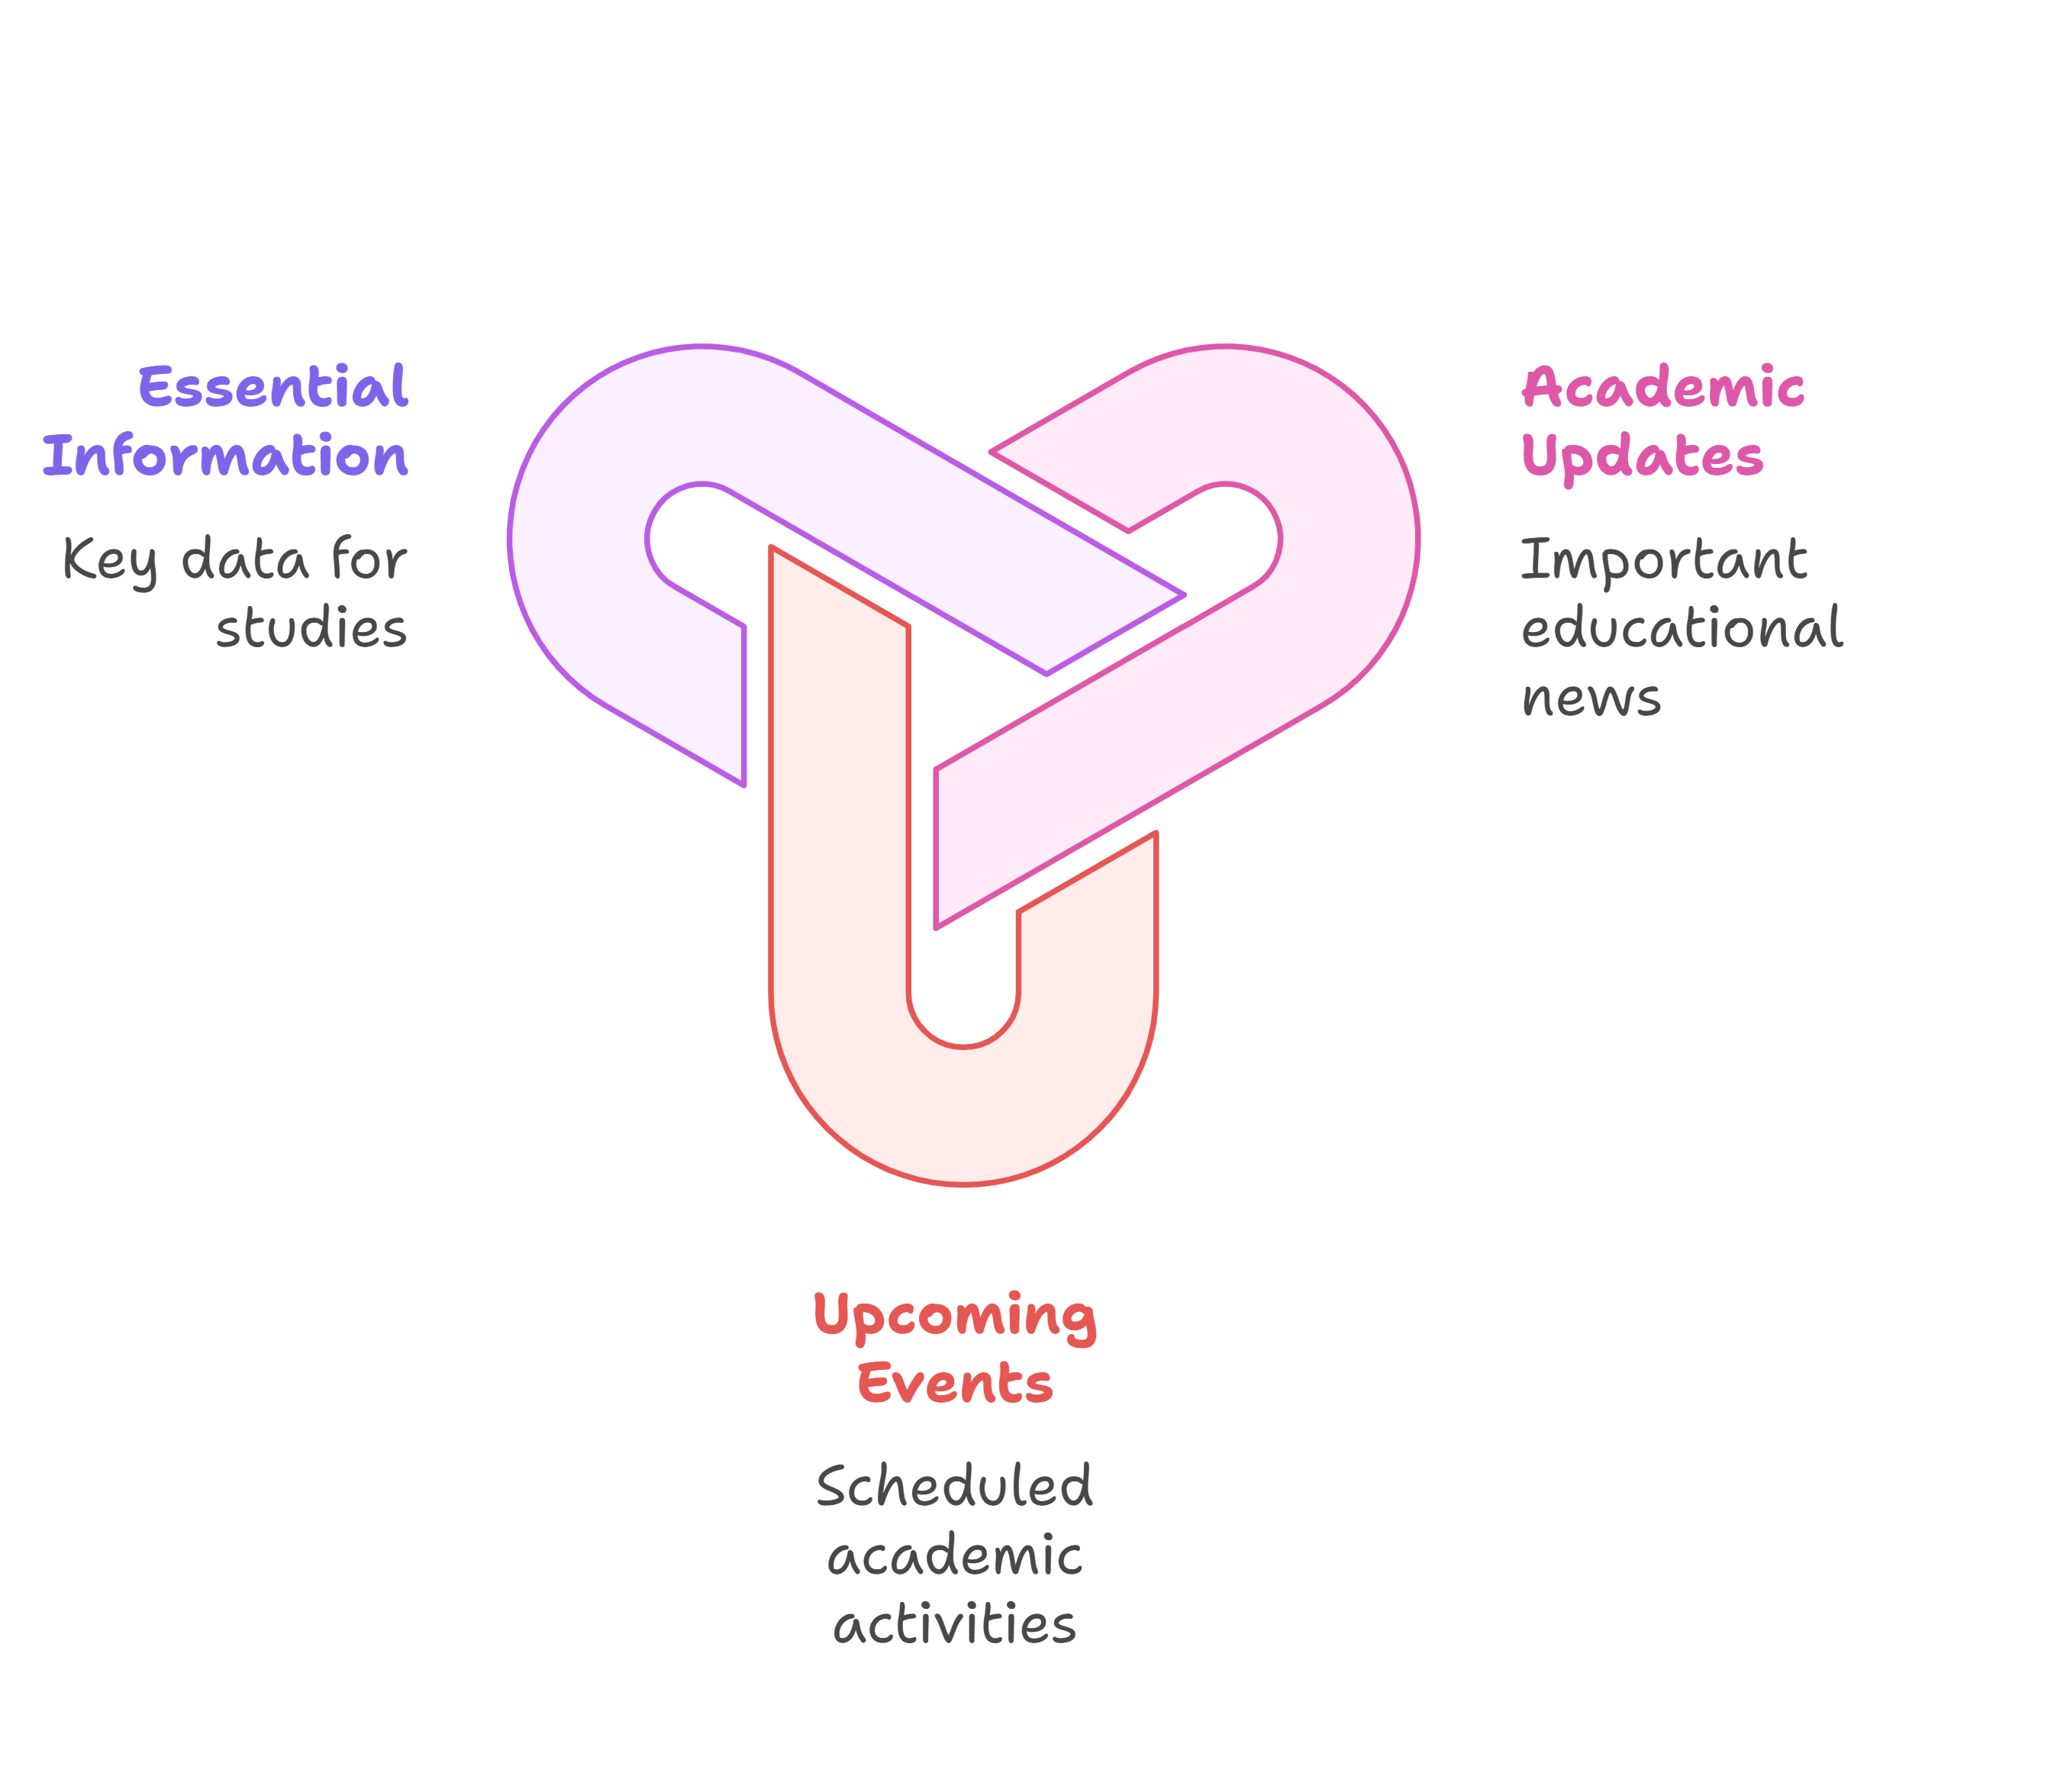 Essential
Information
Key data for
studies
Academic
Updates
Important
educational
news
Upcoming
Events
Scheduled
academic
activities